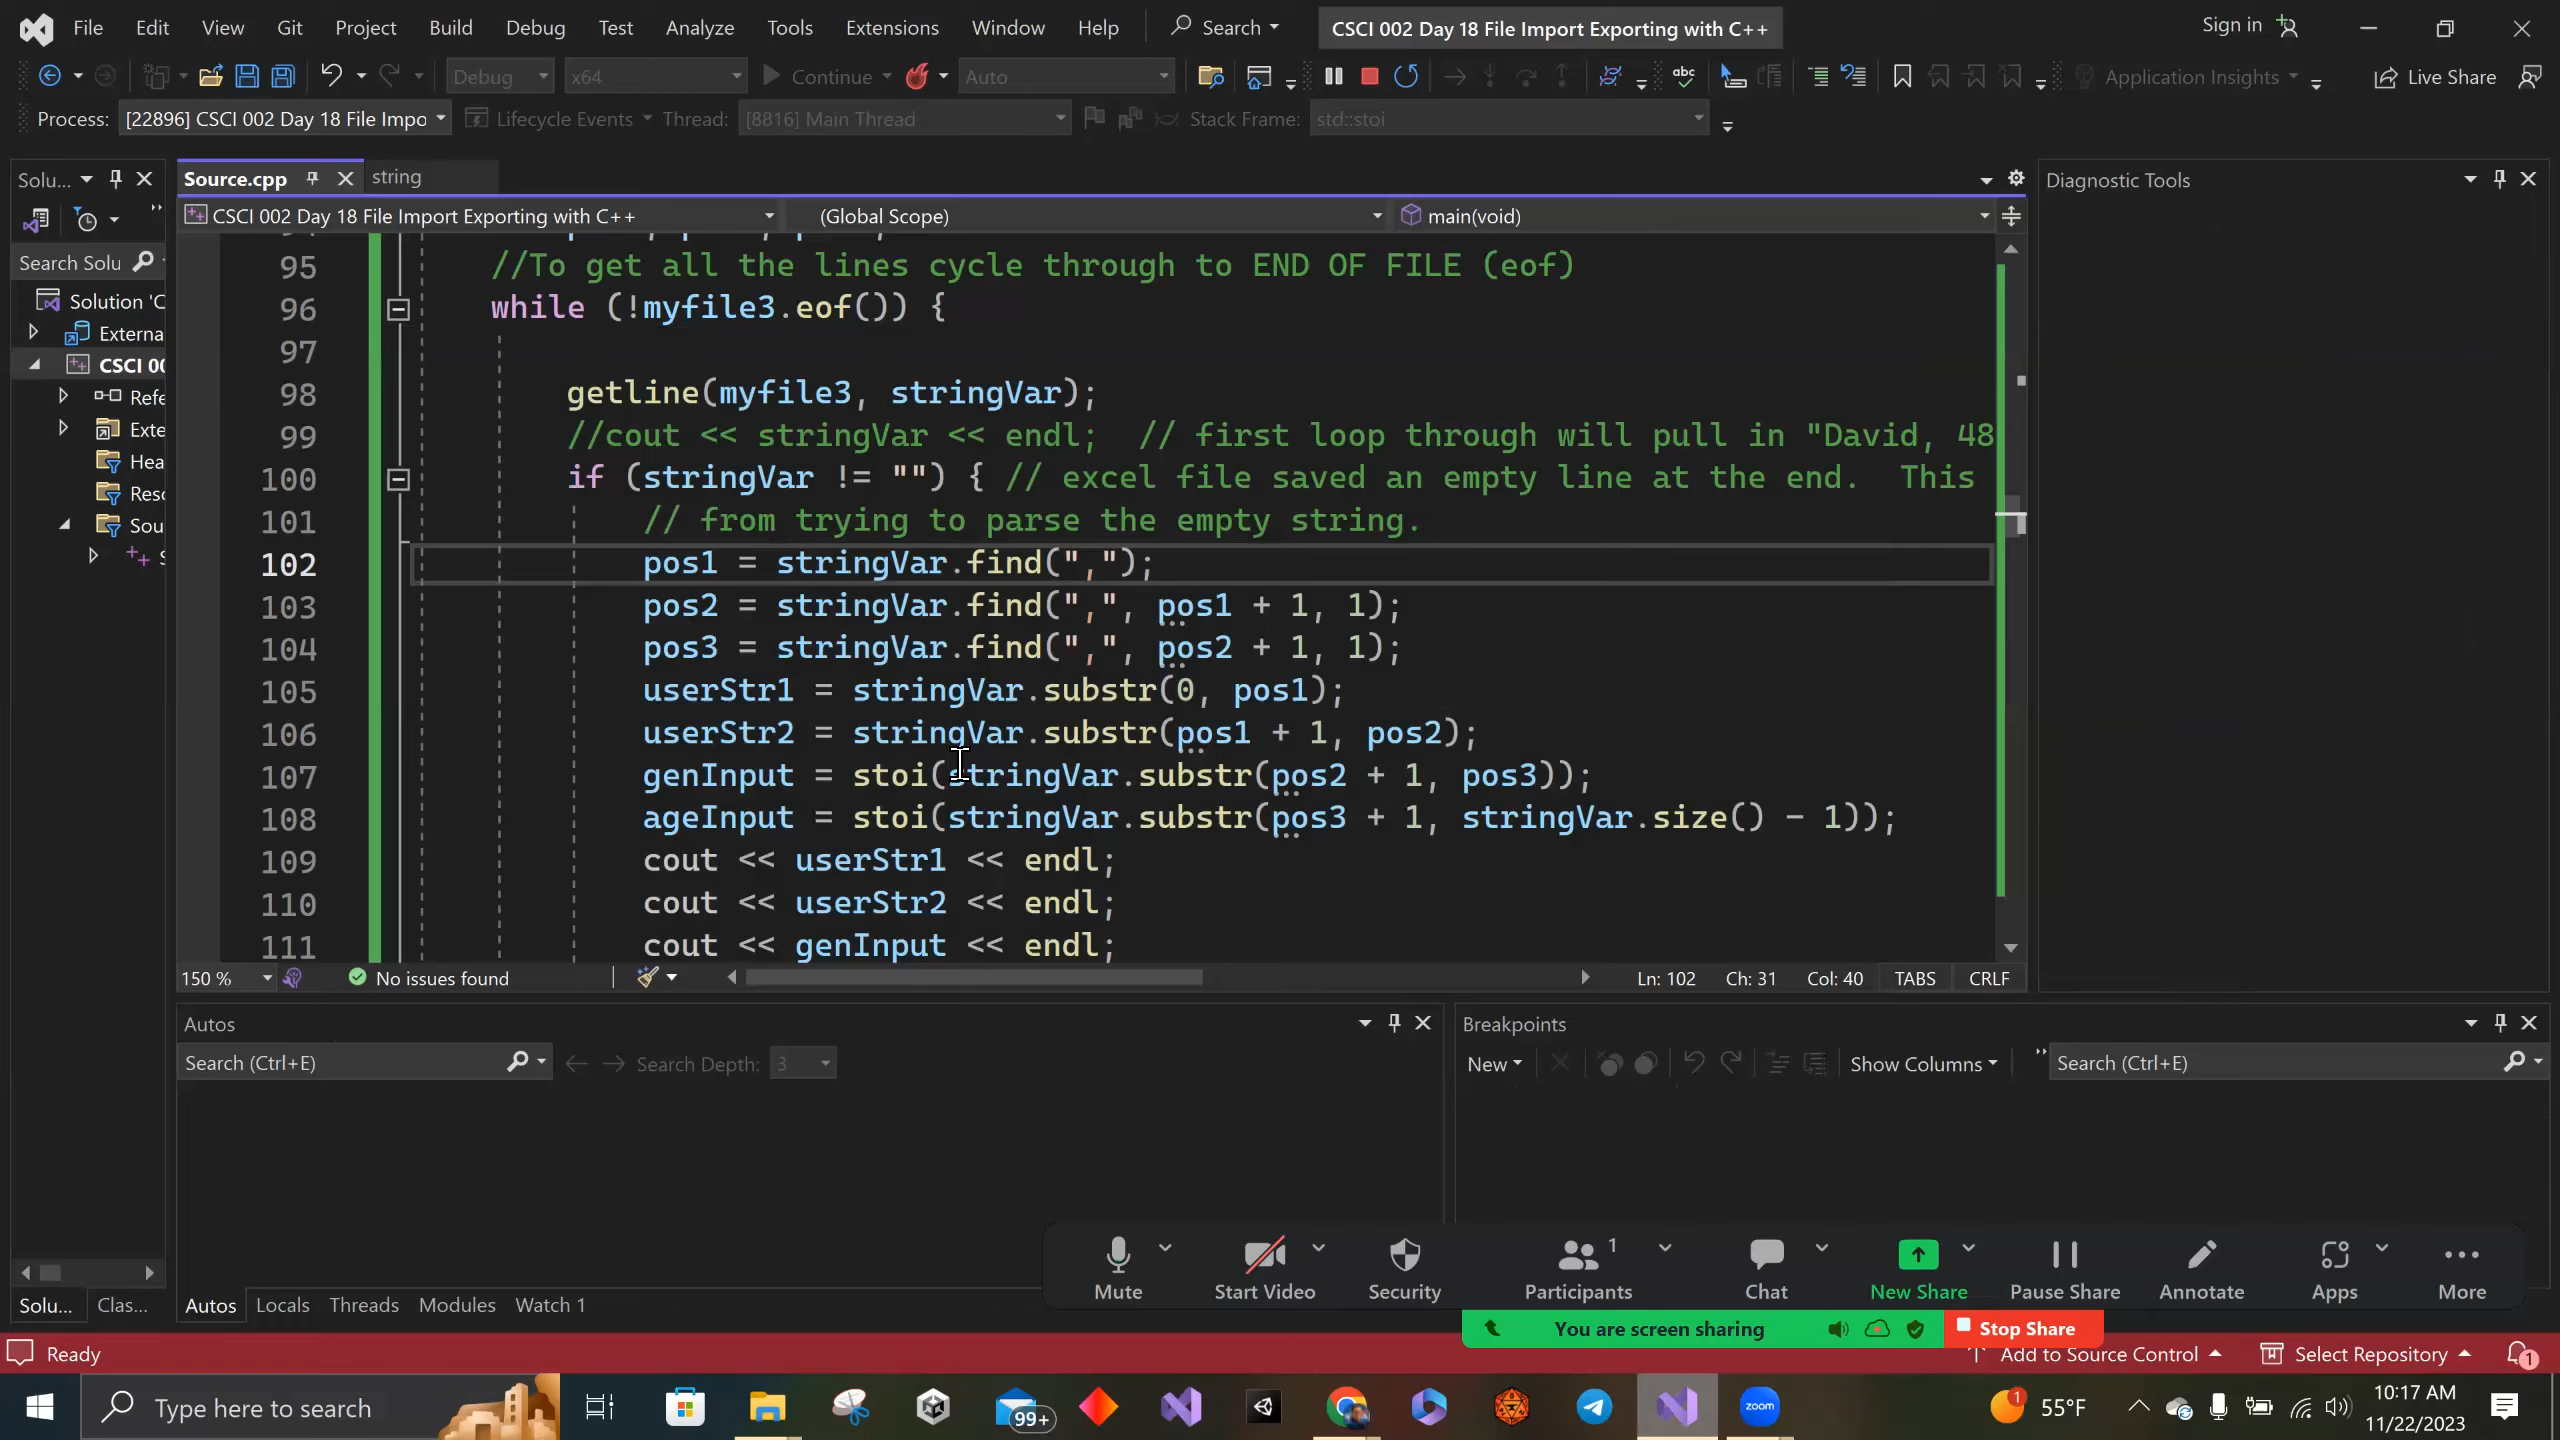 File Edit View Git Project Build Debug Test Analyze Tools Extensions Window Help Search CSCI 002 Day 18 File Import Exporting with C++ Sign in
Debug x64 Continue Auto abc Application Insights Live Share
Process: [22896] CSCI 002 Day 18 File Impo Lifecycle Events Thread: [8816] Main Thread Stack Frame: std::stoi
Solu... Source.cpp string Diagnostic Tools
CSCI 002 Day 18 File Import Exporting with C++ (Global Scope) main(void)
Search Solu
Solution 'C
Externa
CSCI 00
Refe
Exte
Hea
Resc
Sou
95 //To get all the lines cycle through to END OF FILE (eof)
96 while (!myfile3.eof()) {
97
98 getline(myfile3, stringVar);
99 //cout << stringVar << endl;  // first loop through will pull in "David, 48
100 if (stringVar != "") { // excel file saved an empty line at the end.  This
101 // from trying to parse the empty string.
102 pos1 = stringVar.find(",");
103 pos2 = stringVar.find(",", pos1 + 1, 1);
104 pos3 = stringVar.find(",", pos2 + 1, 1);
105 userStr1 = stringVar.substr(0, pos1);
106 userStr2 = stringVar.substr(pos1 + 1, pos2);
107 genInput = stoi(stringVar.substr(pos2 + 1, pos3));
108 ageInput = stoi(stringVar.substr(pos3 + 1, stringVar.size() - 1));
109 cout << userStr1 << endl;
110 cout << userStr2 << endl;
111 cout << genInput << endl;
150 % No issues found Ln: 102 Ch: 31 Col: 40 TABS CRLF
Autos
Search (Ctrl+E) Search Depth: 3
Breakpoints
New Show Columns Search (Ctrl+E)
Mute Start Video Security 1 Participants Chat New Share Pause Share Annotate Apps More
Solu... Clas... Autos Locals Threads Modules Watch 1
You are screen sharing Stop Share
Ready Add to Source Control Select Repository 1
Type here to search 99+ zoom 1 55°F 10:17 AM
11/22/2023